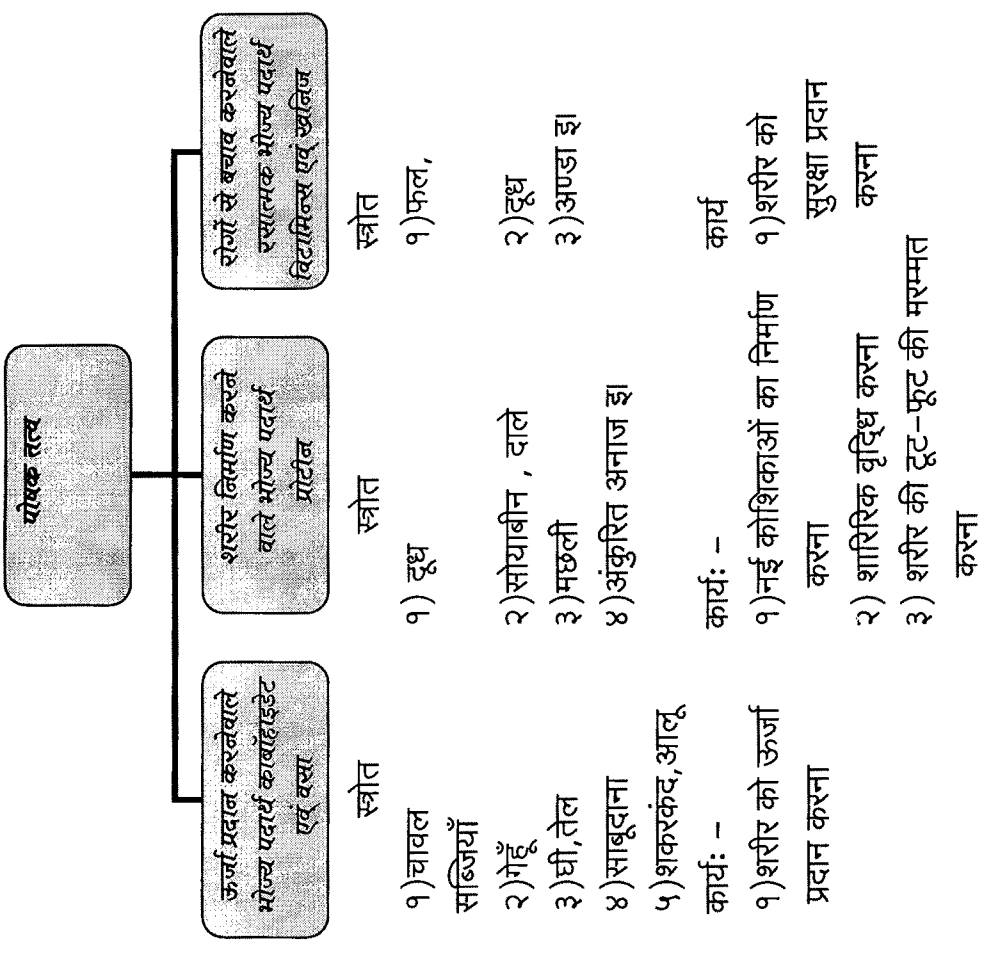 पोषक तत्व
ऊर्जा प्रदान करनेवाले
भोज्य पदार्थ कार्बोहाइडेट
एवं वसा
स्त्रोत
१)चावल
सब्जियाँ
२)गेहूँ
३)घी,तेल
४)साबूदाना
५)शकरकंद,आलू
कार्य: -
१)शरीर को ऊर्जा
प्रदान करना
शरीर निर्माण करने
वाले भोज्य पदार्थ
प्रोटीन
स्त्रोत
१) दूध
२)सोयाबीन , दाले
३)मछली
४)अंकुरित अनाज इ।
कार्य: -
१)नई कोशिकाओं का निर्माण
करना
२) शारिरिक वृद्धि करना
३) शरीर की टूट-फूट की मरम्मत
करना
रोगों से बचाव करनेवाले
रसात्मक भोज्य पदार्थ
विटामिन्स एवं खनिज
स्त्रोत
१)फल,
२)दूध
३)अण्डा इ।
कार्य
१)शरीर को
सुरक्षा प्रदान
करना